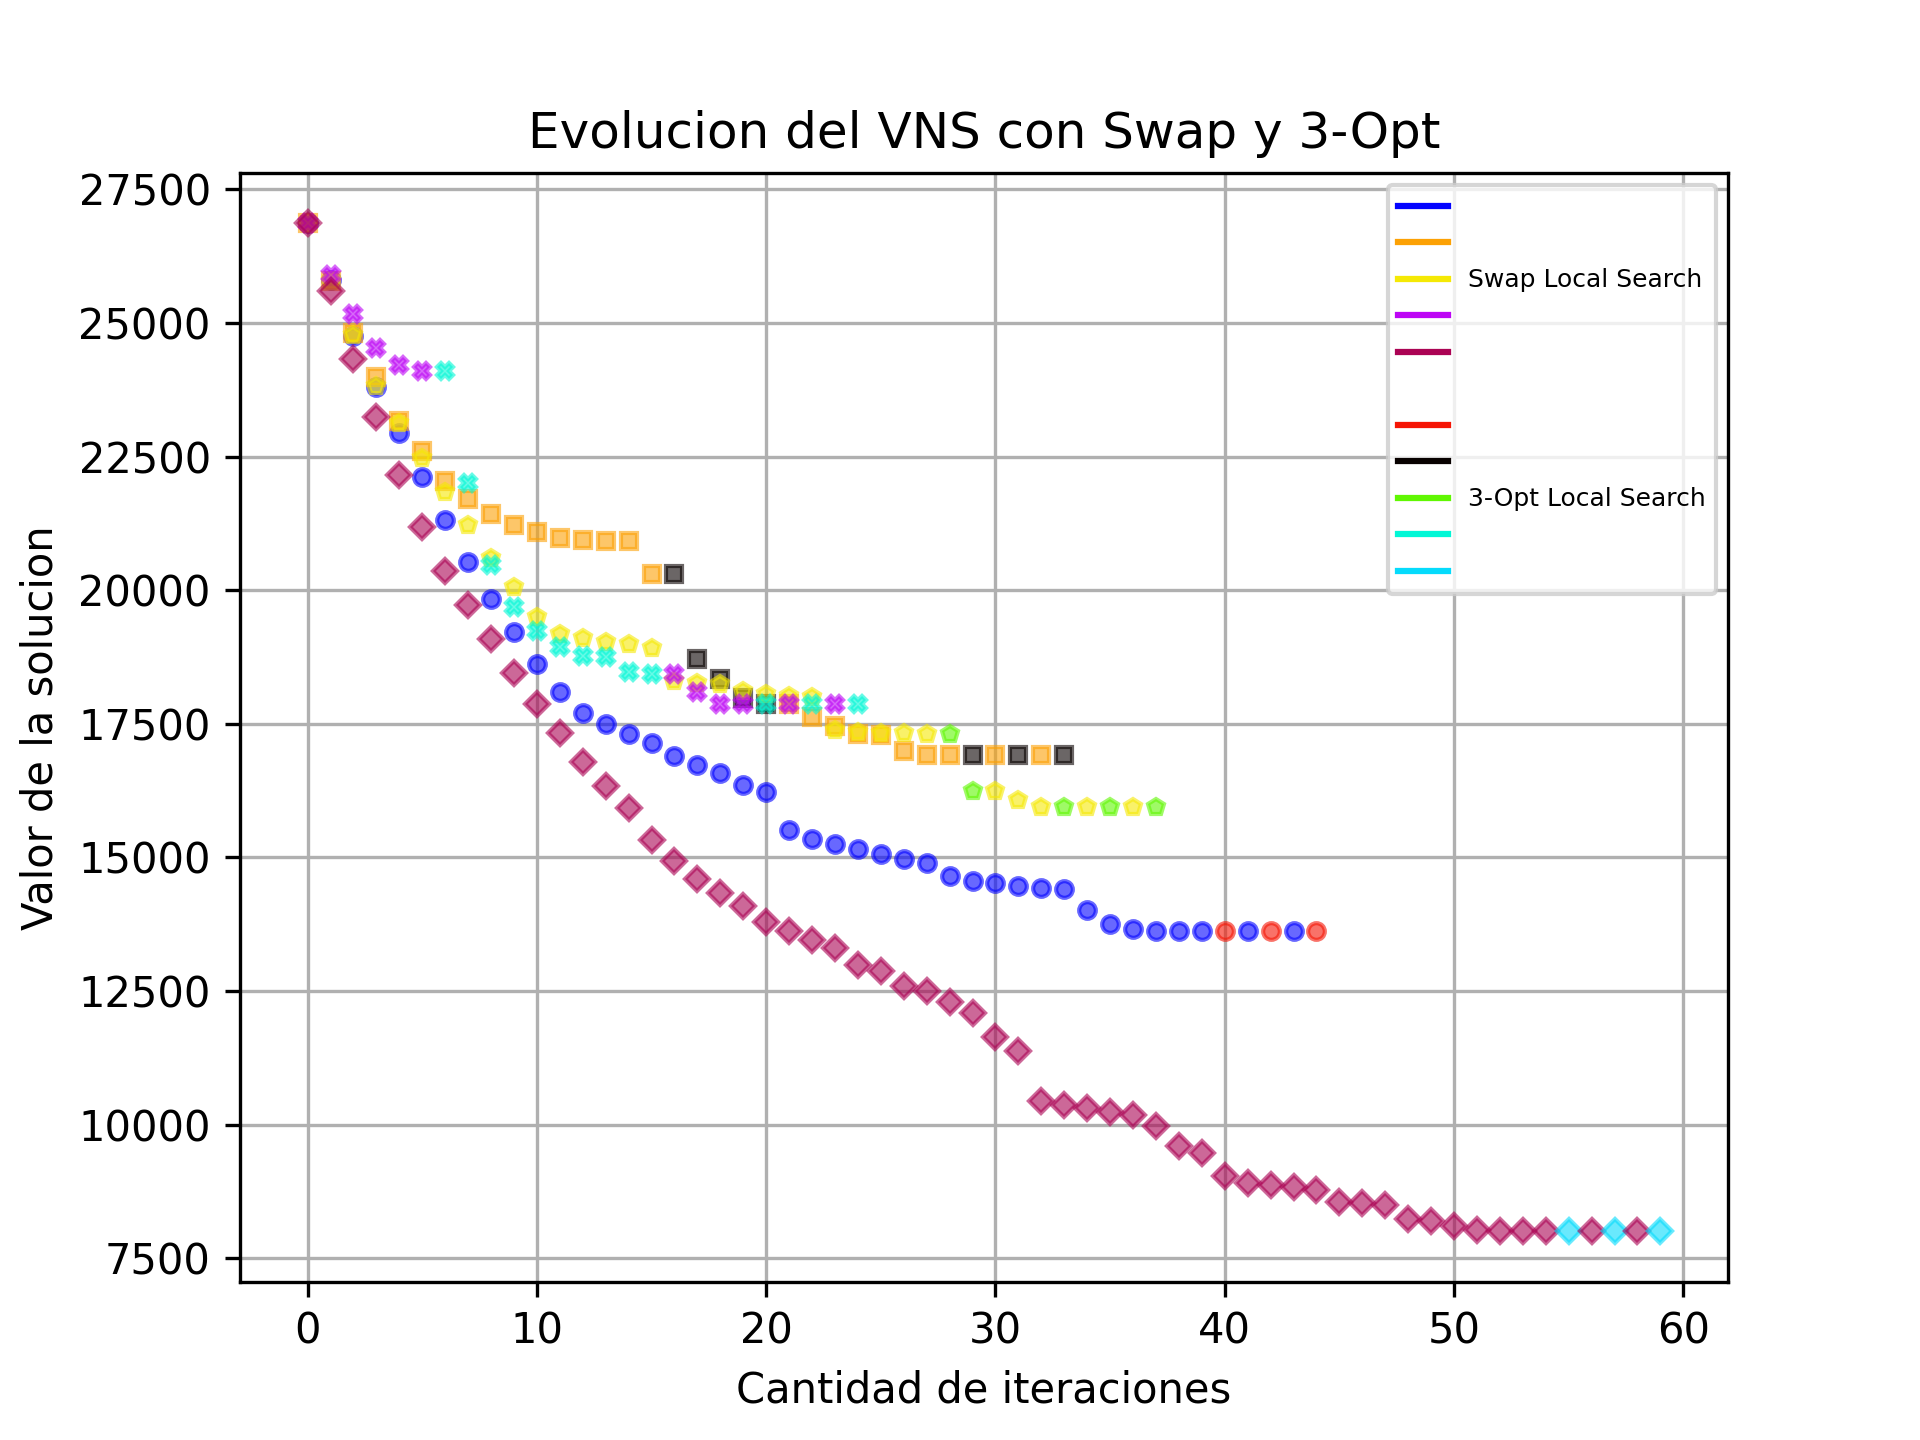 Evolucion del VNS con Swap y 3-Opt
27500
25000
22500
20000
17500
15000
12500
10000
7500
Valor de la solucion
Swap Local Search
3-Opt Local Search
0 10 20 30 40 50 60
Cantidad de iteraciones